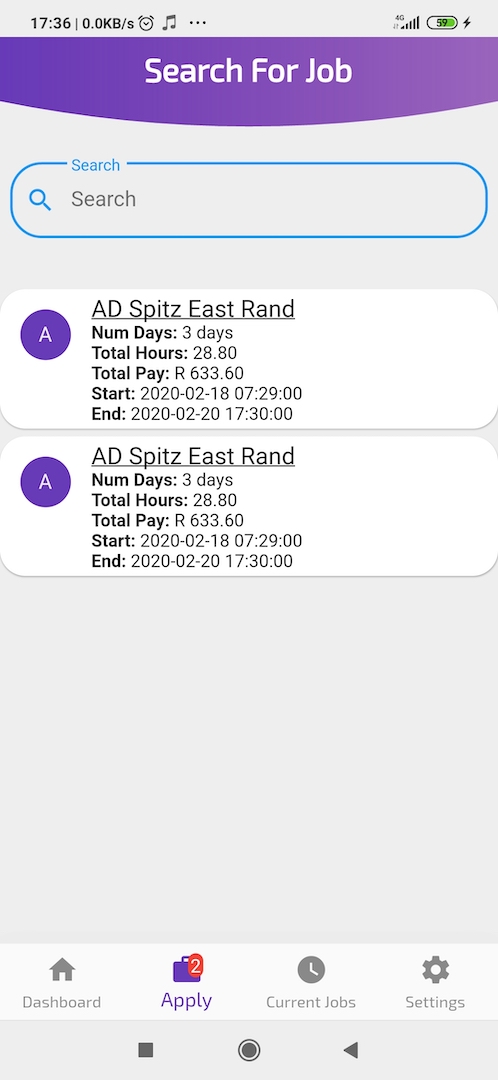 17:36 | 0.0KB/s ... 4G 59
Search For Job
Search
Search
A
AD Spitz East Rand
Num Days: 3 days
Total Hours: 28.80
Total Pay: R 633.60
Start: 2020-02-18 07:29:00
End: 2020-02-20 17:30:00
A
AD Spitz East Rand
Num Days: 3 days
Total Hours: 28.80
Total Pay: R 633.60
Start: 2020-02-18 07:29:00
End: 2020-02-20 17:30:00
2
Dashboard Apply Current Jobs Settings